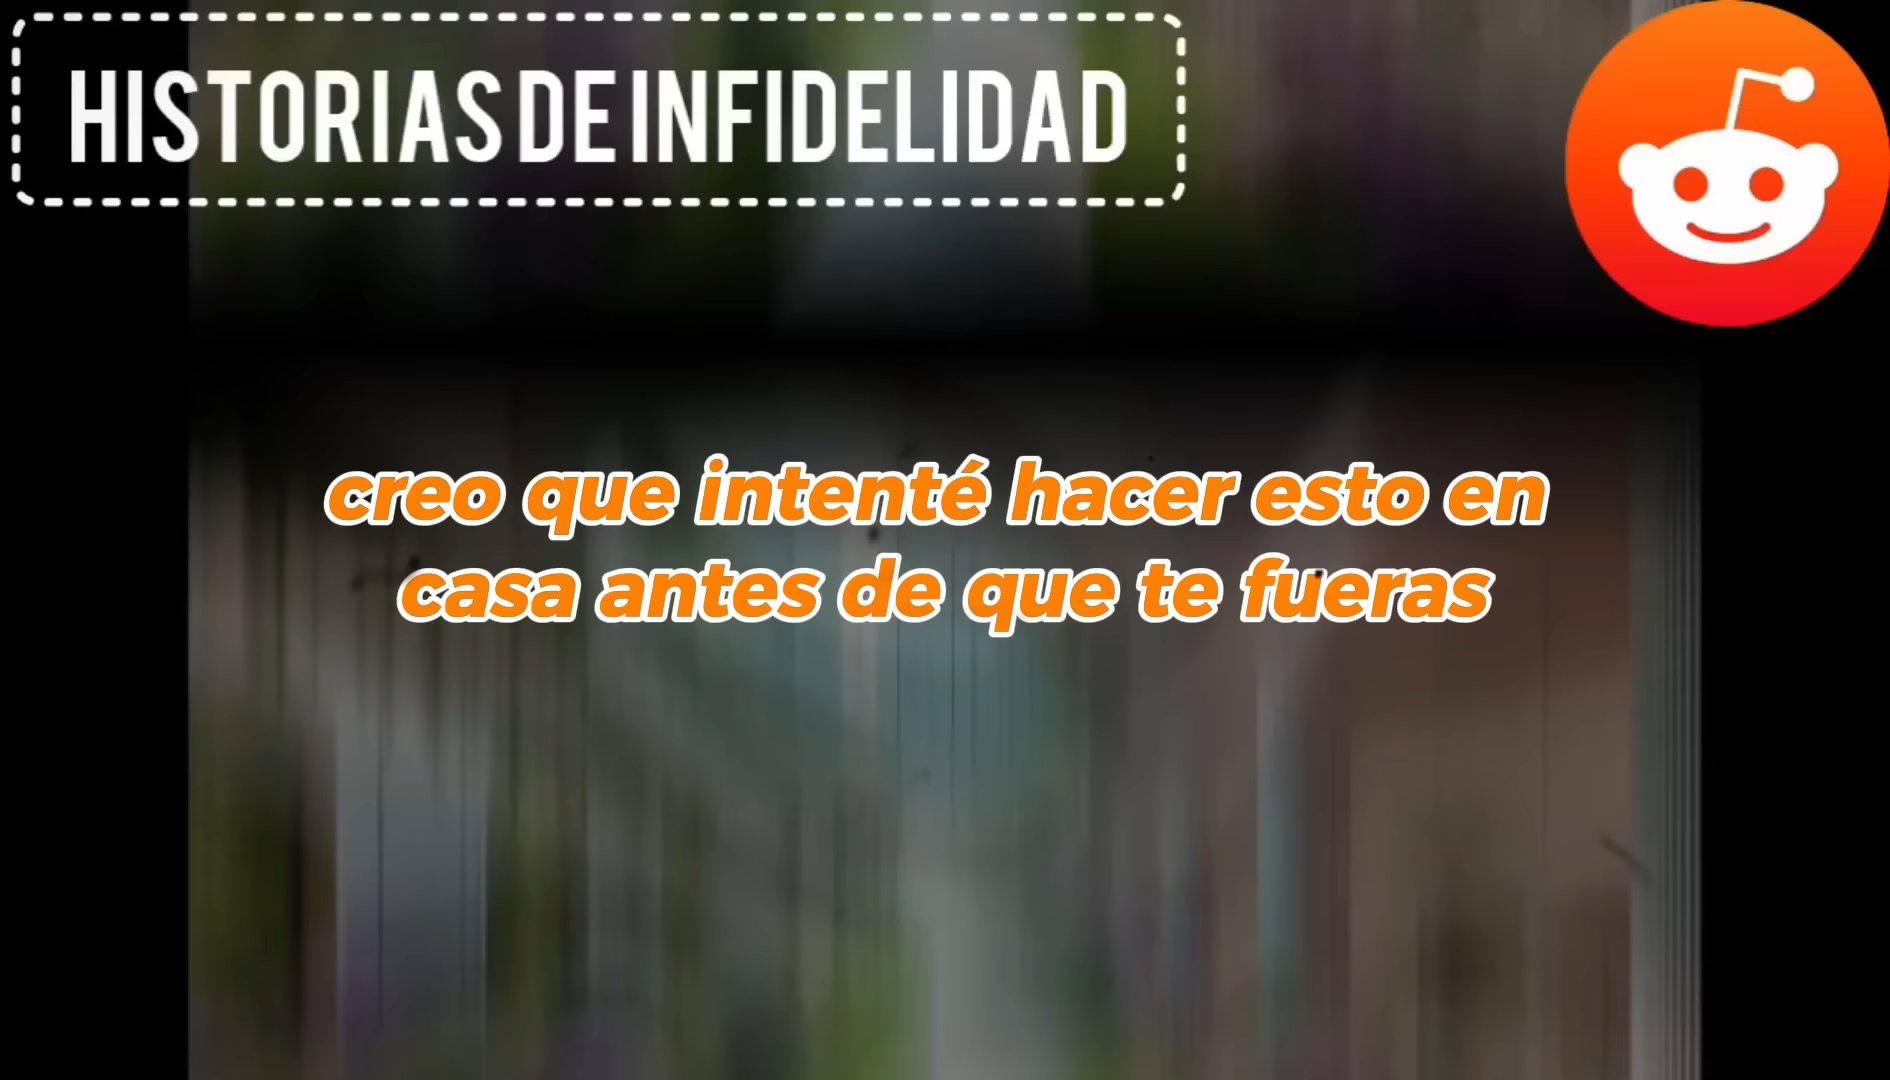 HISTORIAS DE INFIDELIDAD
creo que intenté hacer esto en
casa antes de que te fueras